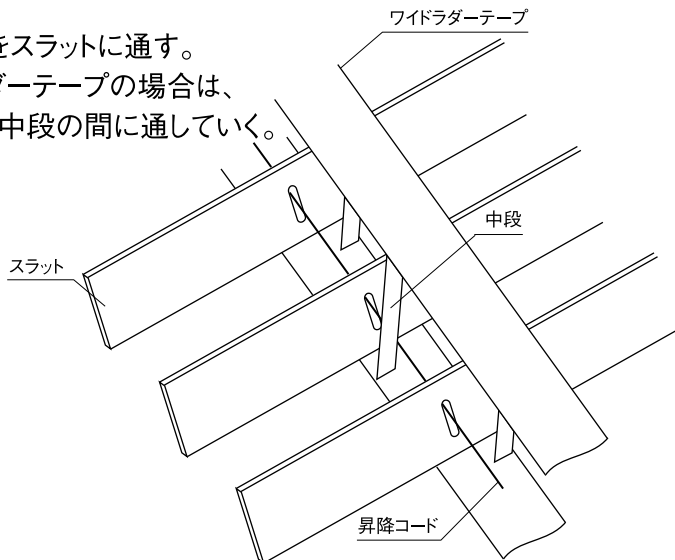 をスラットに通す。
ダーテープの場合は、
中段の間に通していく。
ワイドラダーテープ
中段
スラット
昇降コード